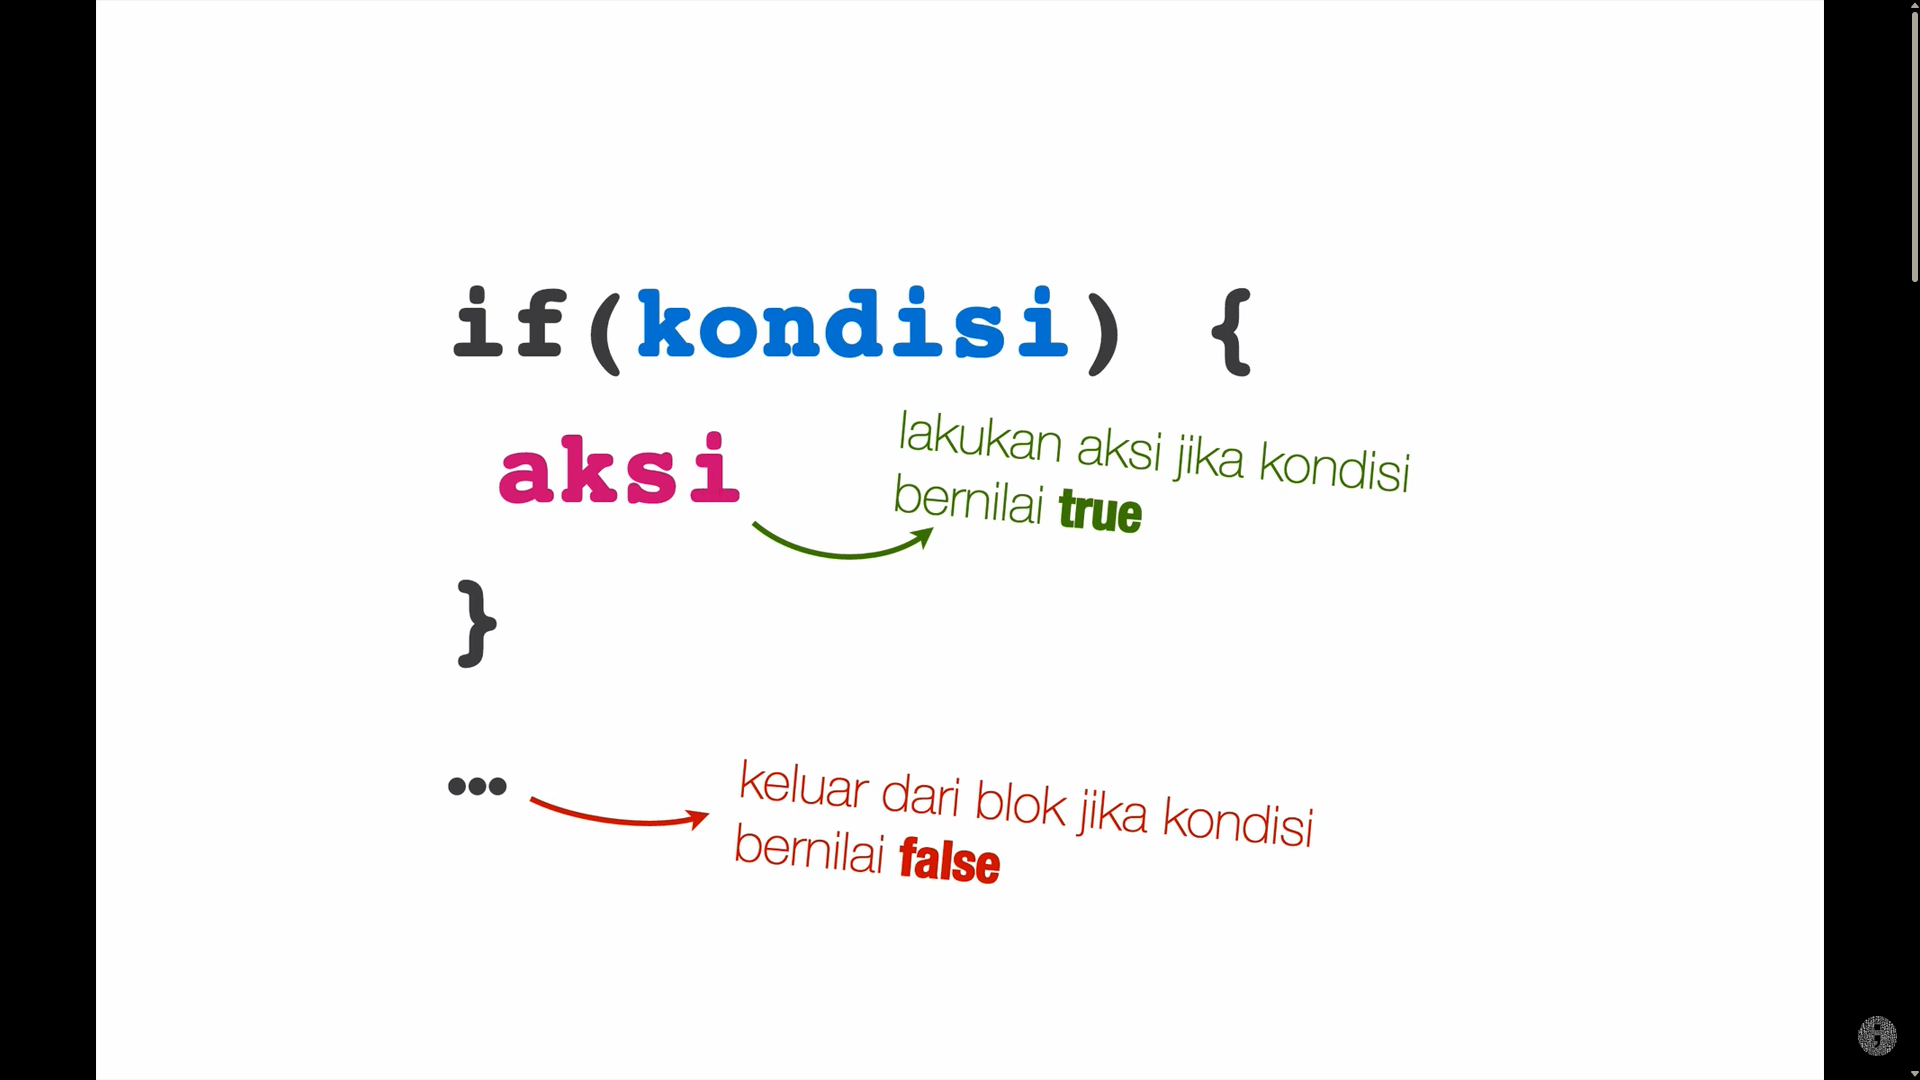 if(kondisi) {
aksi
lakukan aksi jika kondisi
bernilai true
}
...
keluar dari blok jika kondisi
bernilai false